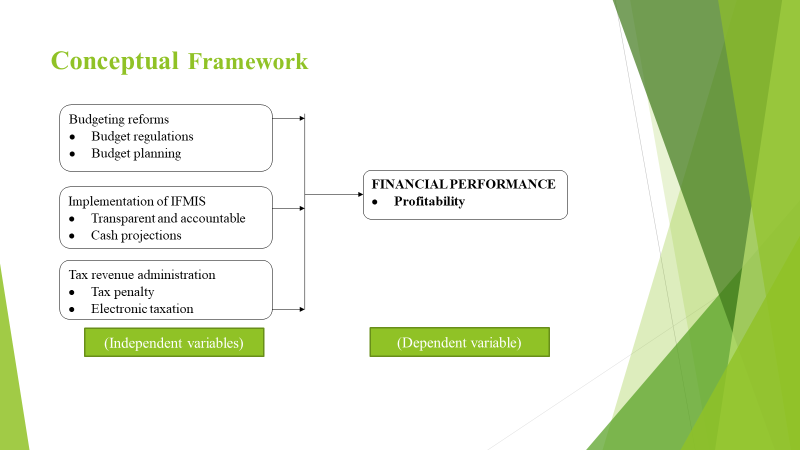 Conceptual Framework
Budgeting reforms
● Budget regulations
● Budget planning
Implementation of IFMIS
● Transparent and accountable
● Cash projections
Tax revenue administration
● Tax penalty
● Electronic taxation
(Independent variables)
FINANCIAL PERFORMANCE
● Profitability
(Dependent variable)